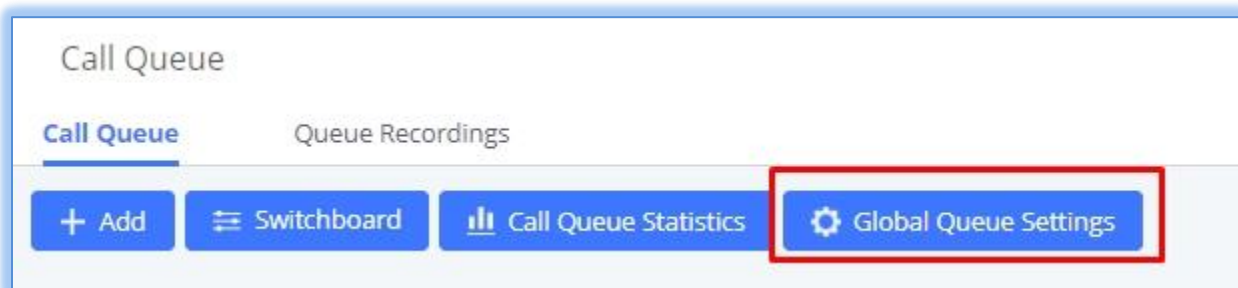 Call Queue
Call Queue Queue Recordings
+ Add Switchboard Call Queue Statistics Global Queue Settings